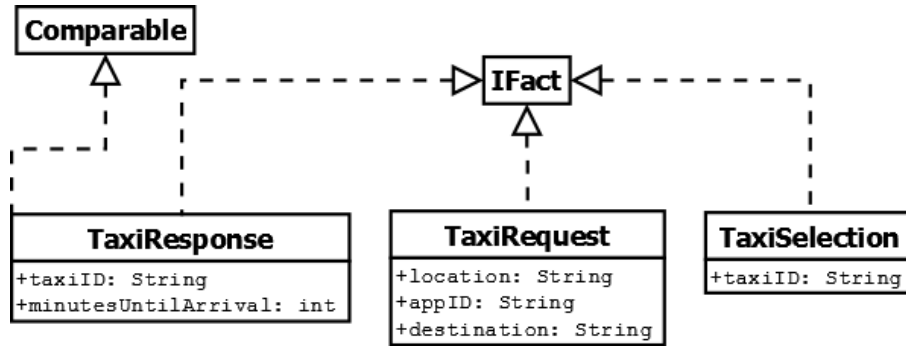 Comparable
IFact
TaxiResponse
+taxiID: String
+minutesUntilArrival: int
TaxiRequest
+location: String
+appID: String
+destination: String
TaxiSelection
+taxiID: String